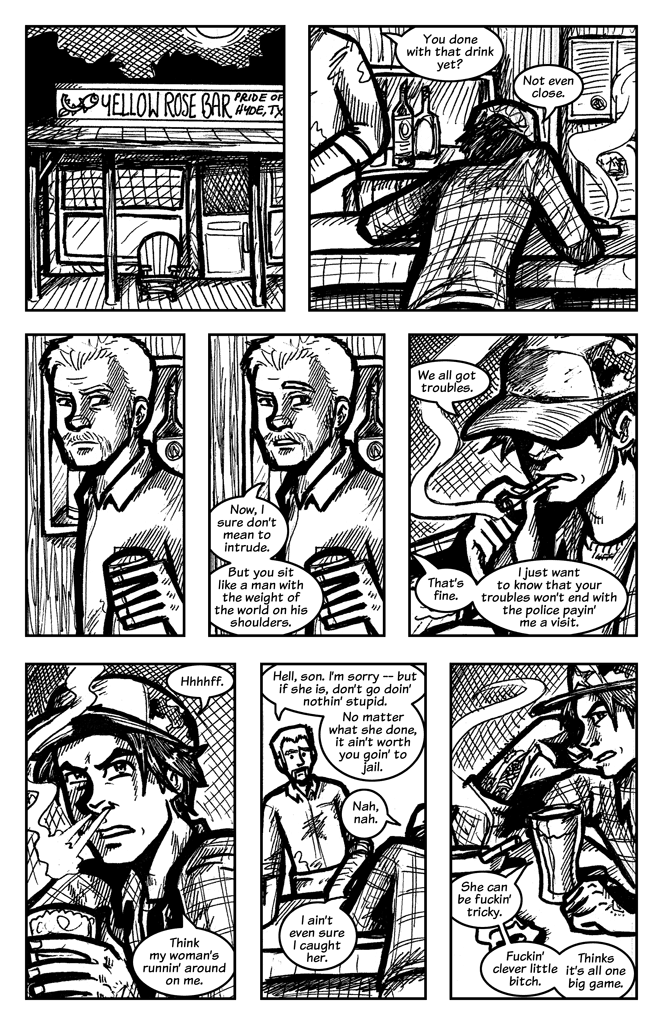 YELLOW ROSE BAR
PRIDE OF
HYDE, TX
You done
with that drink
yet?
Not even
close.
Now, I
sure don't
mean to
intrude.
But you sit
like a man with
the weight of
the world on his
shoulders.
We all got
troubles.
That's
fine.
I just want
to know that your
troubles won't end with
the police payin'
me a visit.
Hhhhff.
Think
my woman's
runnin' around
on me.
Hell, son. I'm sorry -- but
if she is, don't go doin'
nothin' stupid.
No matter
what she done,
it ain't worth
you goin' to
jail.
Nah,
nah.
I ain't
even sure
I caught
her.
She can
be fuckin'
tricky.
Fuckin'
clever little
bitch.
Thinks
it's all one
big game.